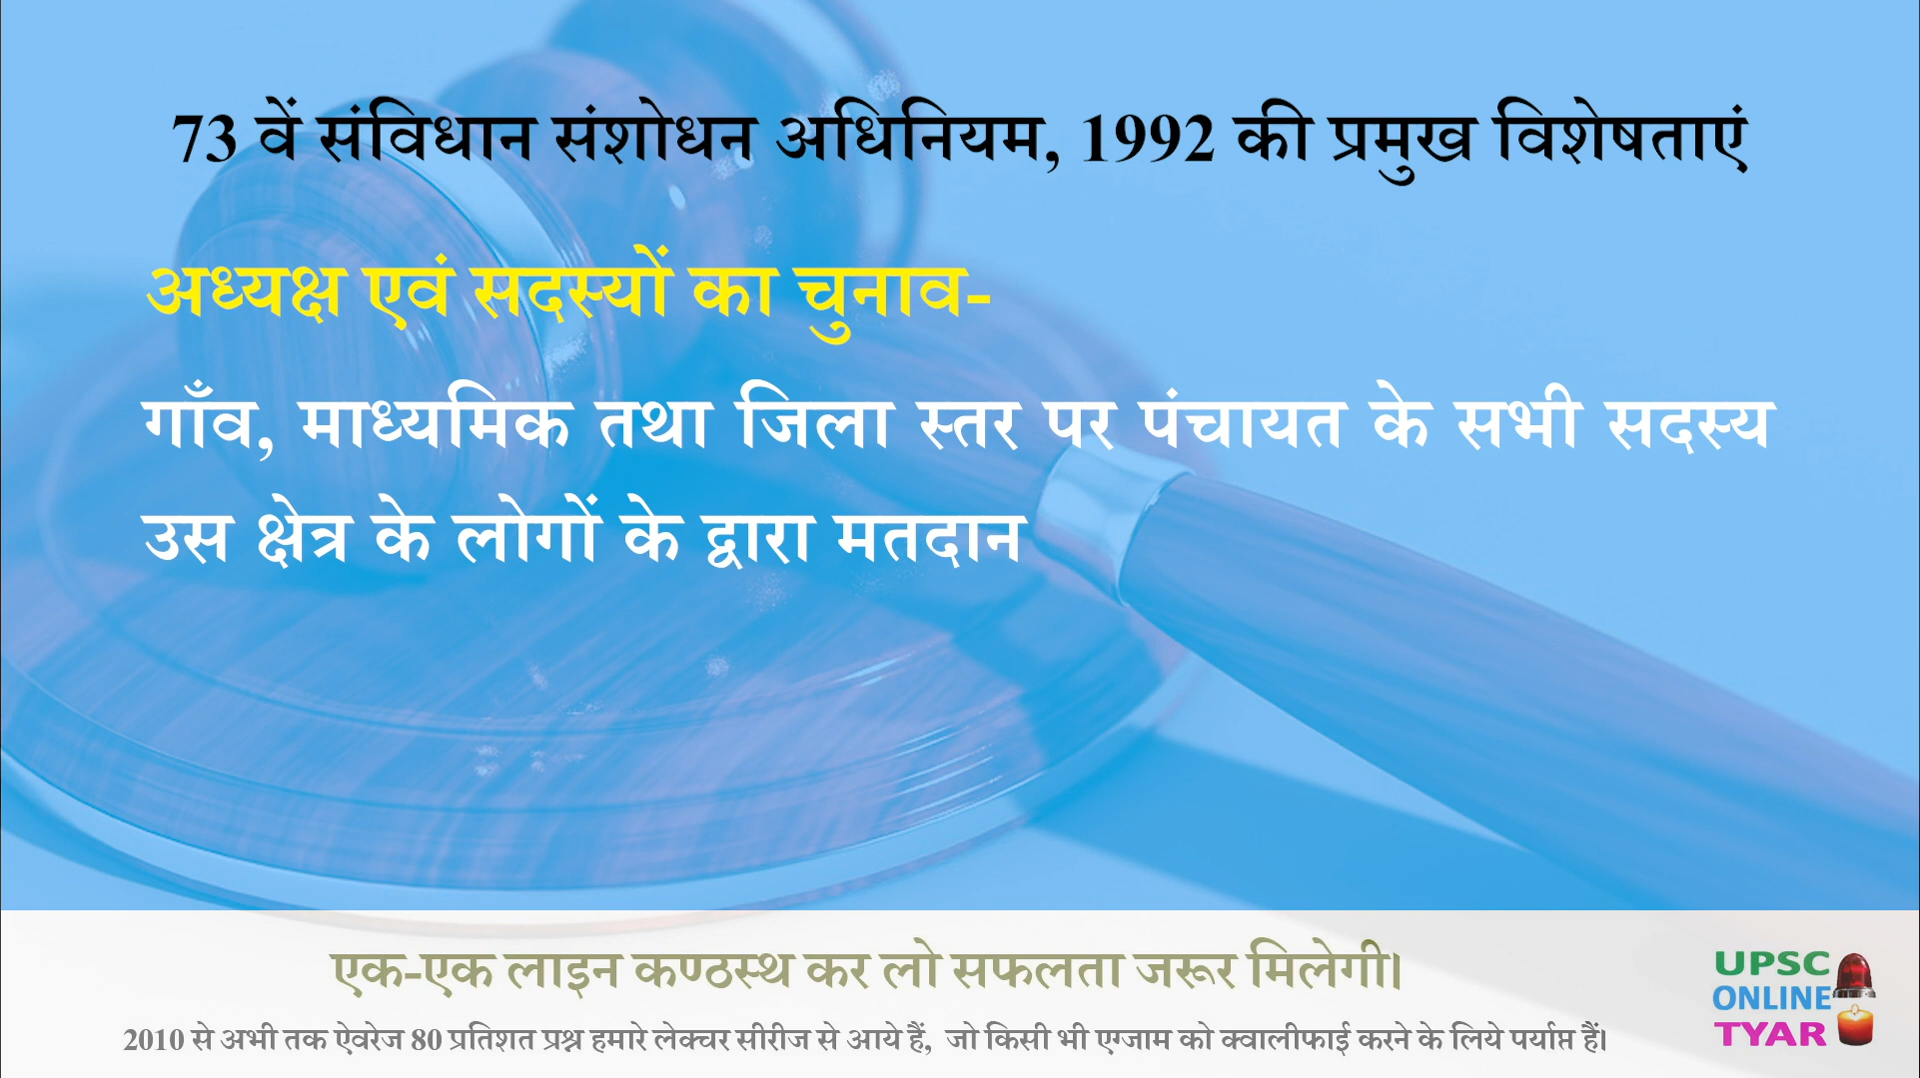 73 वें संविधान संशोधन अधिनियम, 1992 की प्रमुख विशेषताएं
अध्यक्ष एवं सदस्यों का चुनाव-
गाँव, माध्यमिक तथा जिला स्तर पर पंचायत के सभी सदस्य
उस क्षेत्र के लोगों के द्वारा मतदान
एक-एक लाइन कण्ठस्थ कर लो सफलता जरूर मिलेगी।
2010 से अभी तक ऐवरेज 80 प्रतिशत प्रश्न हमारे लेक्चर सीरीज से आये हैं, जो किसी भी एग्जाम को क्वालीफाई करने के लिये पर्याप्त हैं।
UPSC
ONLINE
TYAR